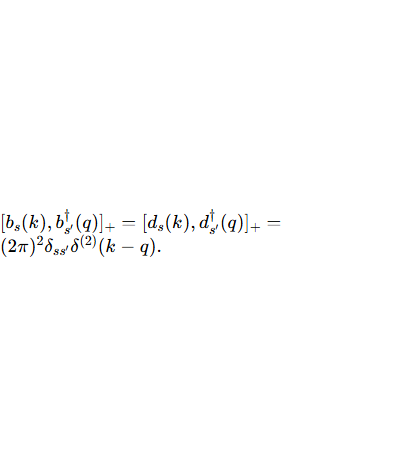 $[b_s(k), b^\dagger_{s'}(q)]_+ = [d_s(k), d^\dagger_{s'}(q)]_+ =$
$(2\pi)^2 \delta_{ss'} \delta^{(2)}(k - q).$